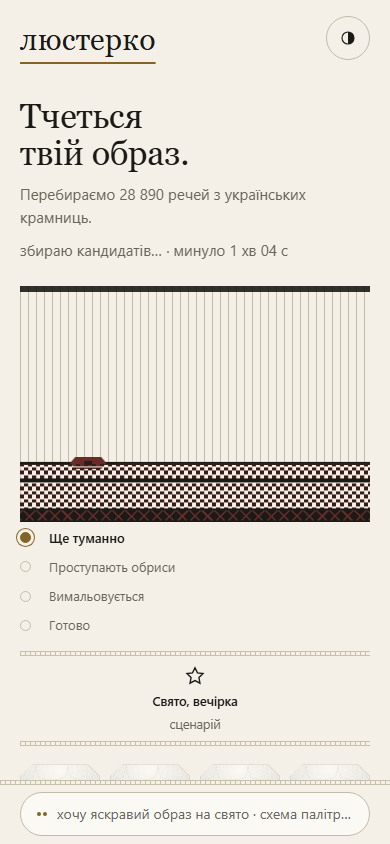 люстерко
Тчеться
твій образ.
Перебираємо 28 890 речей з українських
крамниць.
збираю кандидатів... · минуло 1 хв 04 с
Ще туманно
Проступають обриси
Вимальовується
Готово
Свято, вечірка
сценарій
хочу яскравий образ на свято · схема палітр...